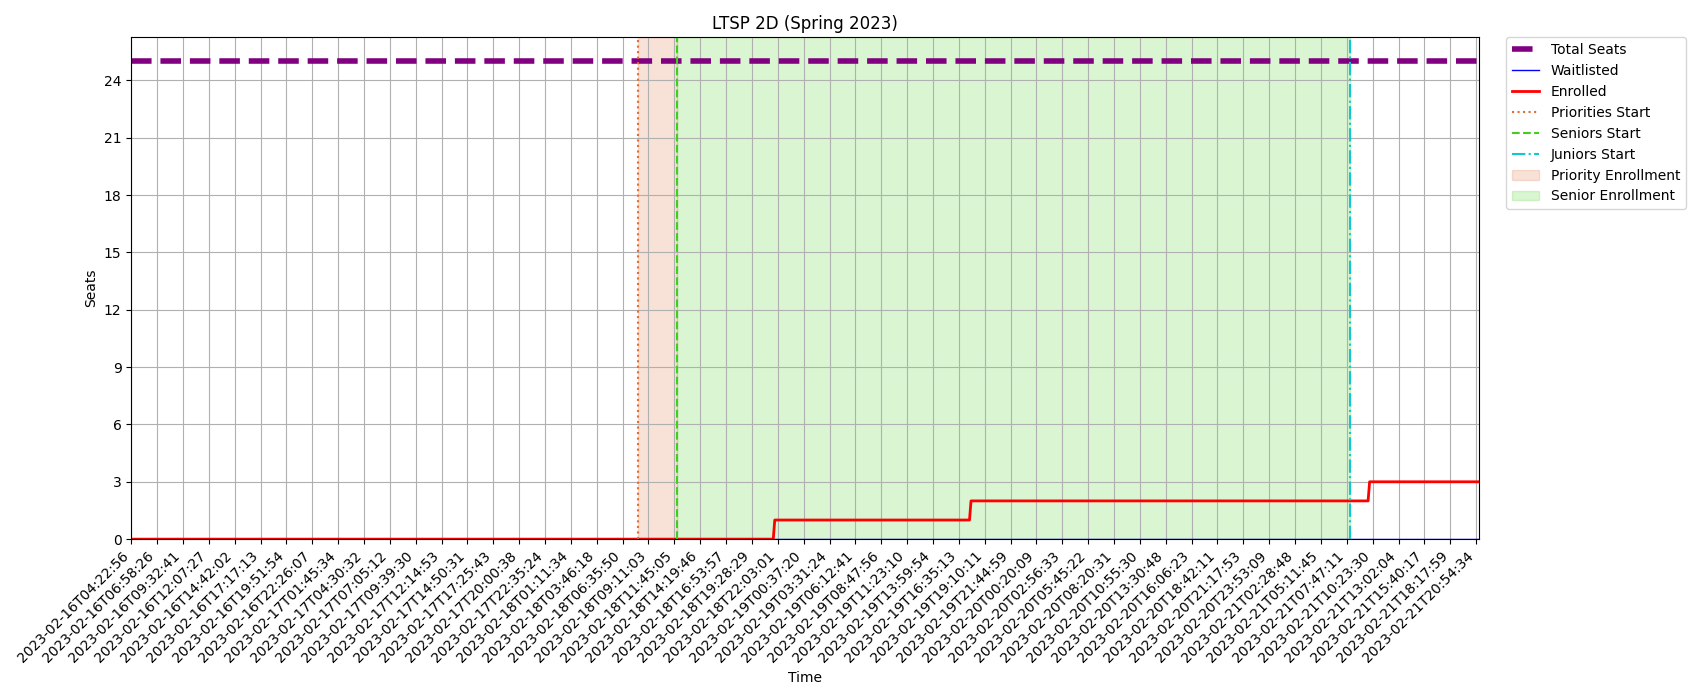 LTSP 2D (Spring 2023)
Total Seats
Waitlisted
Enrolled
Priorities Start
Seniors Start
Juniors Start
Priority Enrollment
Senior Enrollment
Seats
24
21
18
15
12
9
6
3
0
2023-02-16T04:22:56
2023-02-16T06:58:26
2023-02-16T09:32:41
2023-02-16T12:07:27
2023-02-16T14:42:02
2023-02-16T17:17:13
2023-02-16T19:51:54
2023-02-16T22:26:07
2023-02-17T01:45:34
2023-02-17T04:30:32
2023-02-17T07:05:12
2023-02-17T09:39:30
2023-02-17T12:14:53
2023-02-17T14:50:31
2023-02-17T17:25:43
2023-02-17T20:00:38
2023-02-17T22:35:24
2023-02-18T01:11:34
2023-02-18T03:46:18
2023-02-18T06:35:50
2023-02-18T09:11:03
2023-02-18T11:45:05
2023-02-18T14:19:46
2023-02-18T16:53:57
2023-02-18T19:28:29
2023-02-18T22:03:01
2023-02-19T00:37:20
2023-02-19T03:31:24
2023-02-19T06:12:41
2023-02-19T08:47:56
2023-02-19T11:23:10
2023-02-19T13:59:54
2023-02-19T16:35:13
2023-02-19T19:10:11
2023-02-19T21:44:59
2023-02-20T00:20:09
2023-02-20T02:56:33
2023-02-20T05:45:22
2023-02-20T08:20:31
2023-02-20T10:55:30
2023-02-20T13:30:48
2023-02-20T16:06:23
2023-02-20T18:42:11
2023-02-20T21:17:53
2023-02-20T23:53:09
2023-02-21T02:28:48
2023-02-21T05:11:45
2023-02-21T07:47:11
2023-02-21T10:23:30
2023-02-21T13:02:04
2023-02-21T15:40:17
2023-02-21T18:17:59
2023-02-21T20:54:34
Time